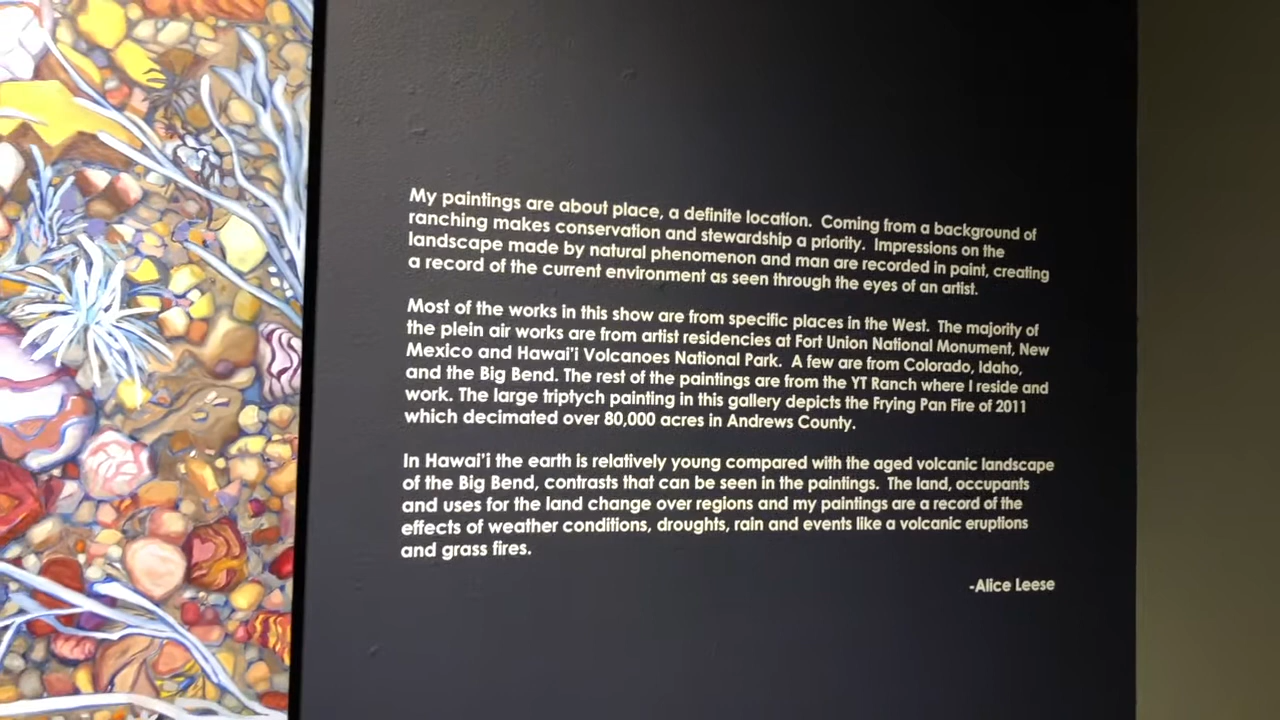 My paintings are about place, a definite location. Coming from a background of
ranching makes conservation and stewardship a priority. Impressions on the
landscape made by natural phenomenon and man are recorded in paint, creating
a record of the current environment as seen through the eyes of an artist.
Most of the works in this show are from specific places in the West. The majority of
the plein air works are from artist residencies at Fort Union National Monument, New
Mexico and Hawai'i Volcanoes National Park. A few are from Colorado, Idaho,
and the Big Bend. The rest of the paintings are from the YT Ranch where I reside and
work. The large triptych painting in this gallery depicts the Frying Pan Fire of 2011
which decimated over 80,000 acres in Andrews County.
In Hawai'i the earth is relatively young compared with the aged volcanic landscape
of the Big Bend, contrasts that can be seen in the paintings. The land, occupants
and uses for the land change over regions and my paintings are a record of the
effects of weather conditions, droughts, rain and events like a volcanic eruptions
and grass fires.
-Alice Leese